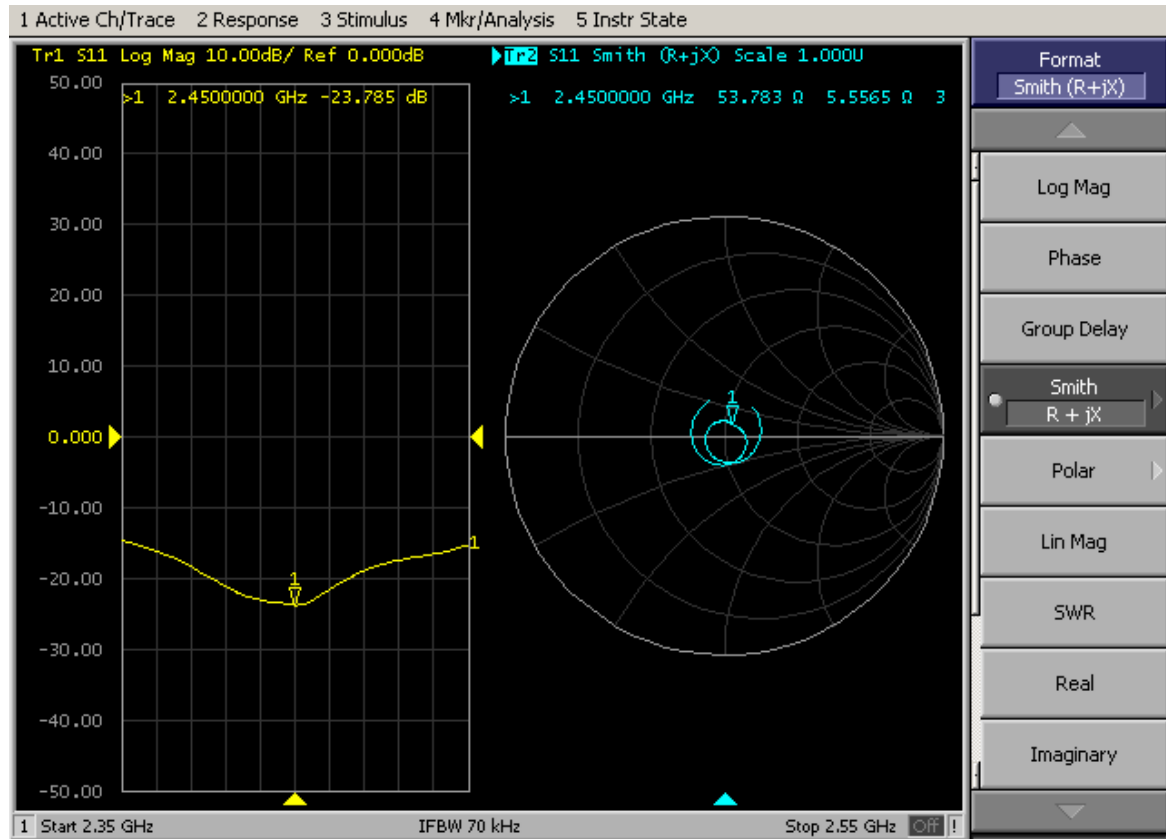 1 Active Ch/Trace 2 Response 3 Stimulus 4 Mkr/Analysis 5 Instr State
Tr1 S11 Log Mag 10.00dB/ Ref 0.000dB
50.00
>1 2.4500000 GHz -23.785 dB
40.00
30.00
20.00
10.00
0.000
-10.00
-20.00
-30.00
-40.00
-50.00
1
1
Tr2 S11 Smith (R+jX) Scale 1.000U
>1 2.4500000 GHz 53.783 Ω 5.5565 Ω 3
1
Format
Smith (R+jX)
Log Mag
Phase
Group Delay
Smith
R + jX
Polar
Lin Mag
SWR
Real
Imaginary
1 Start 2.35 GHz IFBW 70 kHz Stop 2.55 GHz Off !